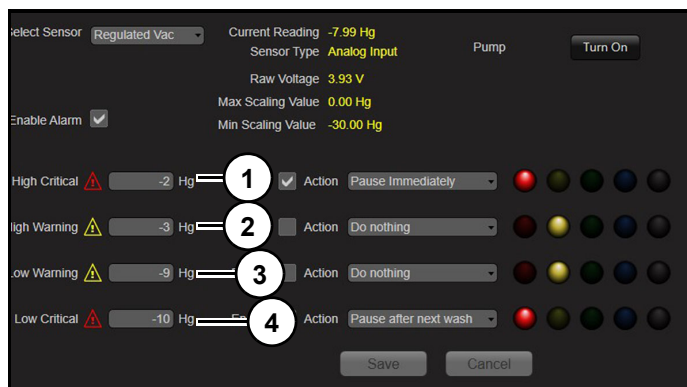 Select Sensor Regulated Vac Current Reading -7.99 Hg
Sensor Type Analog Input Pump Turn On
Raw Voltage 3.93 V
Max Scaling Value 0.00 Hg
Enable Alarm Min Scaling Value -30.00 Hg
High Critical -2 Hg 1 Action Pause Immediately
High Warning -3 Hg 2 Action Do nothing
Low Warning -9 Hg 3 Action Do nothing
Low Critical -10 Hg 4 Action Pause after next wash
Save Cancel